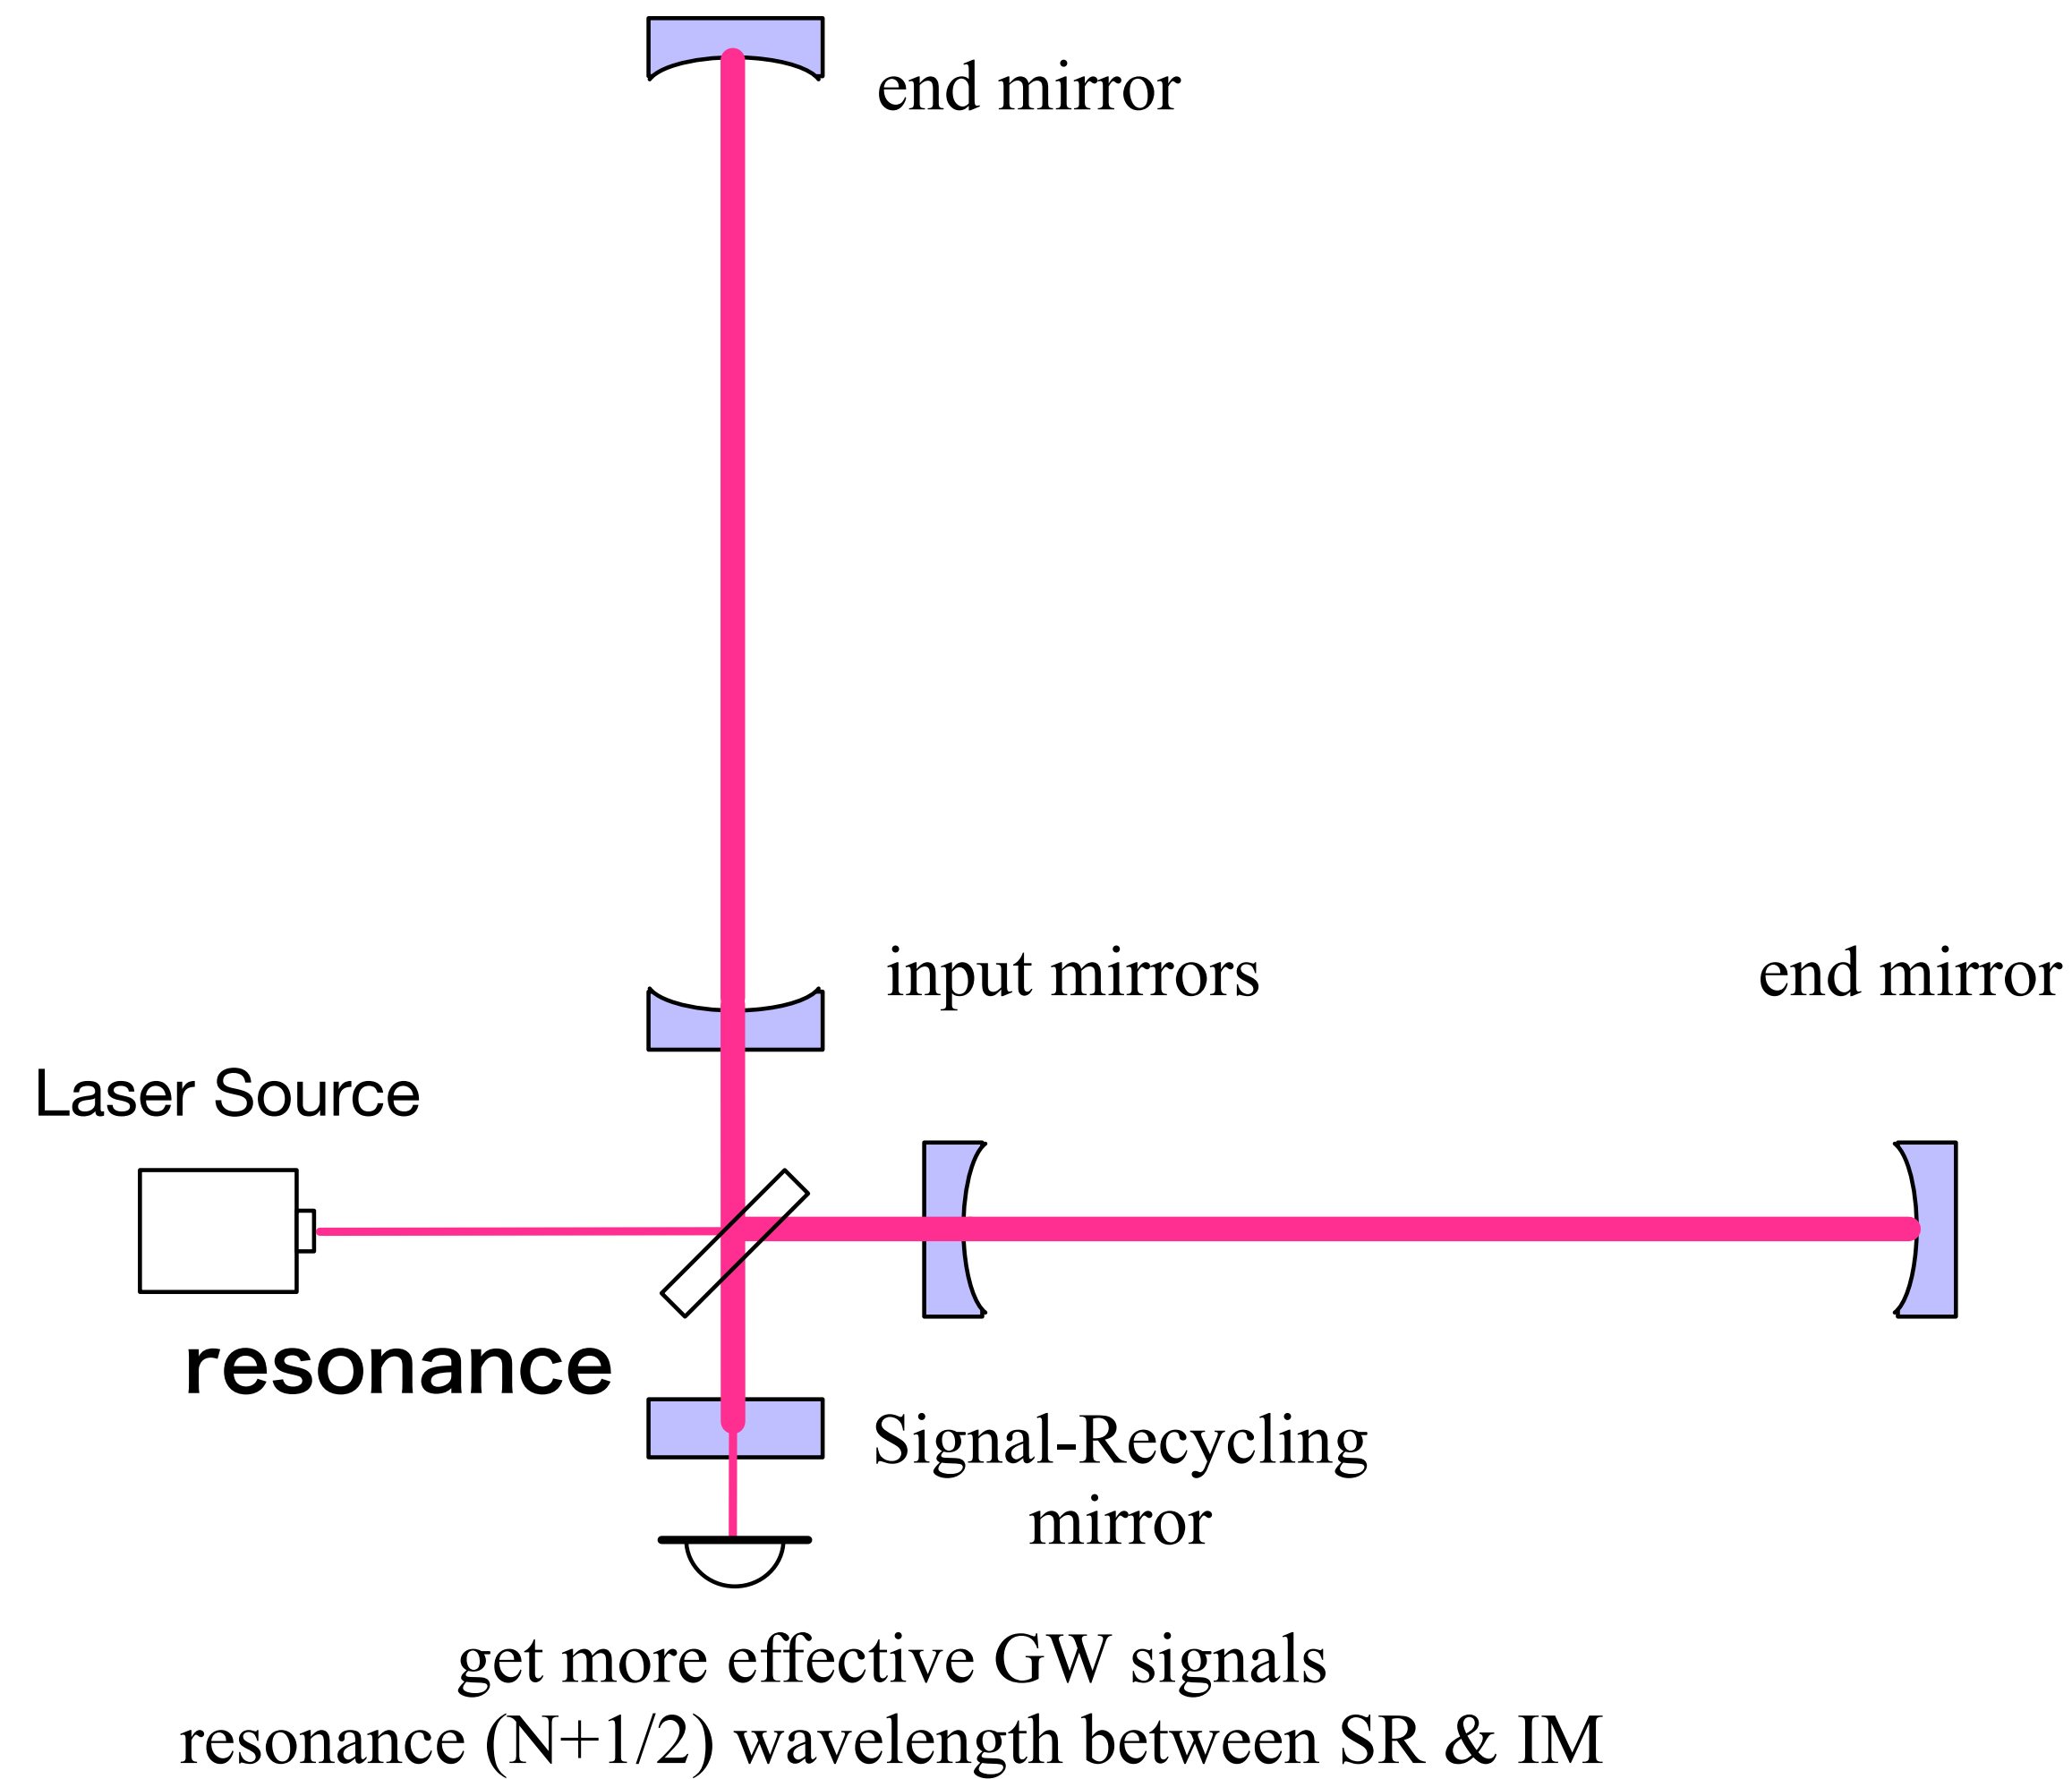 end mirror
input mirrors
end mirror
Laser Source
resonance
Signal-Recycling
mirror
get more effective GW signals
resonanse (N+1/2) wavelength between SR & IM